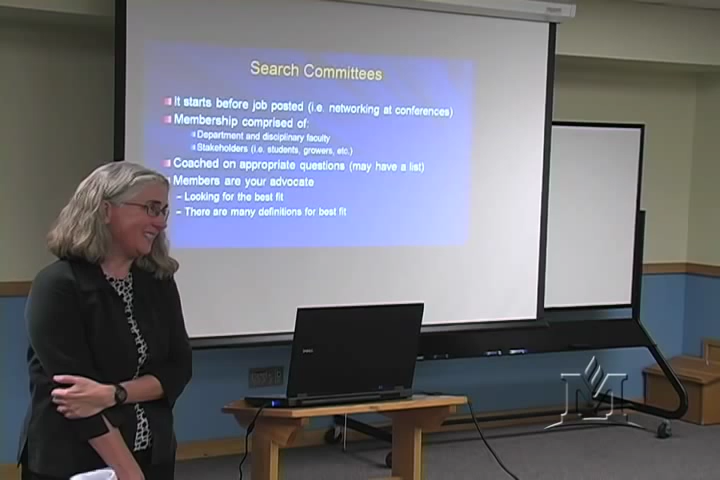 Search Committees
It starts before job posted (i.e. networking at conferences)
Membership comprised of:
Department and disciplinary faculty
Stakeholders (i.e. students, growers, etc.)
Coached on appropriate questions (may have a list)
Members are your advocate
– Looking for the best fit
– There are many definitions for best fit
DELL
M